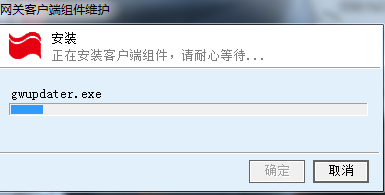 网关客户端组件维护
安装
正在安装客户端组件，请耐心等待...
gwupdater.exe
确定 取消